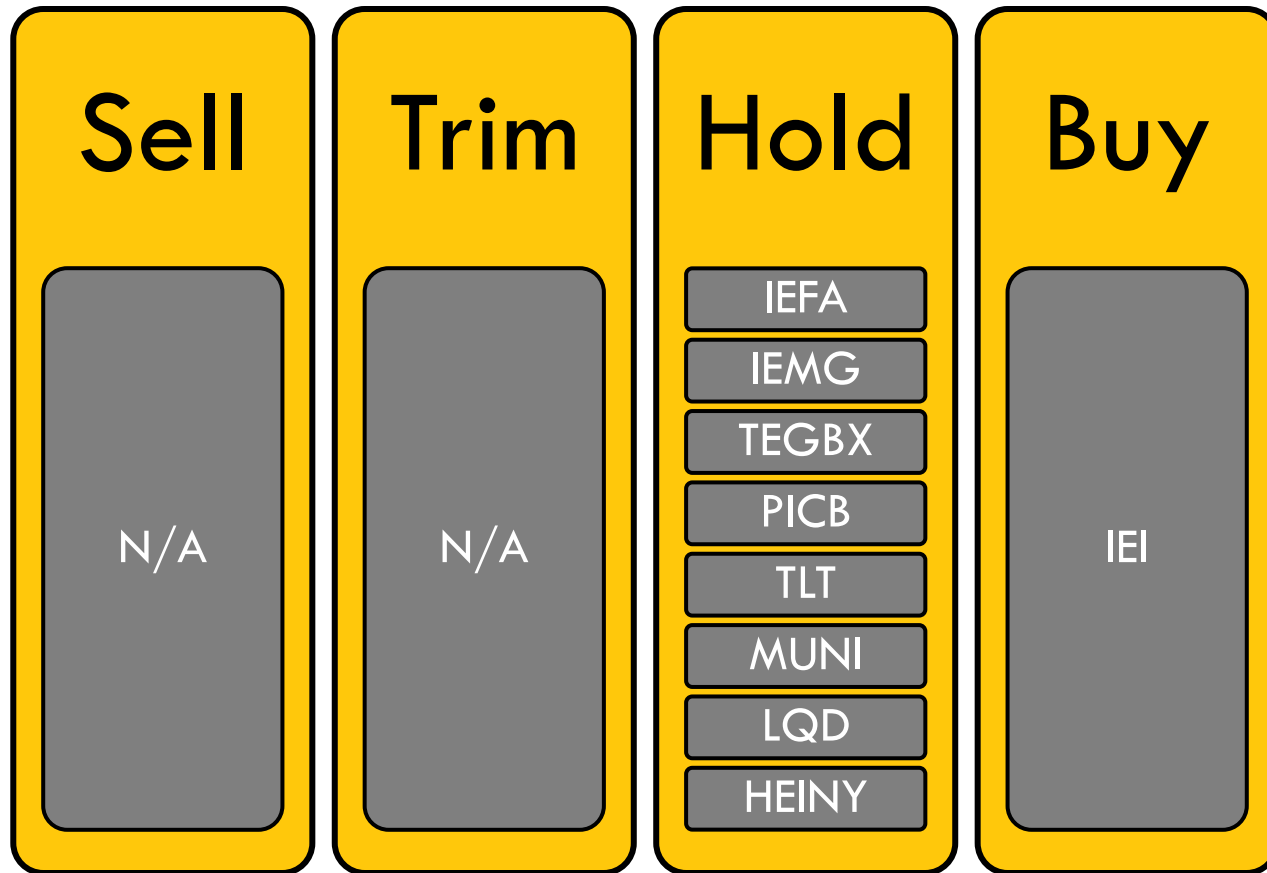 Sell
N/A
Trim
N/A
Hold
IEFA
IEMG
TEGBX
PICB
TLT
MUNI
LQD
HEINY
Buy
IEI